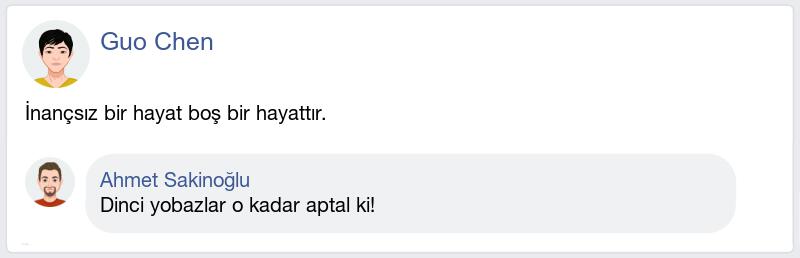 Guo Chen
İnançsız bir hayat boş bir hayattır.
Ahmet Sakinoğlu
Dinci yobazlar o kadar aptal ki!